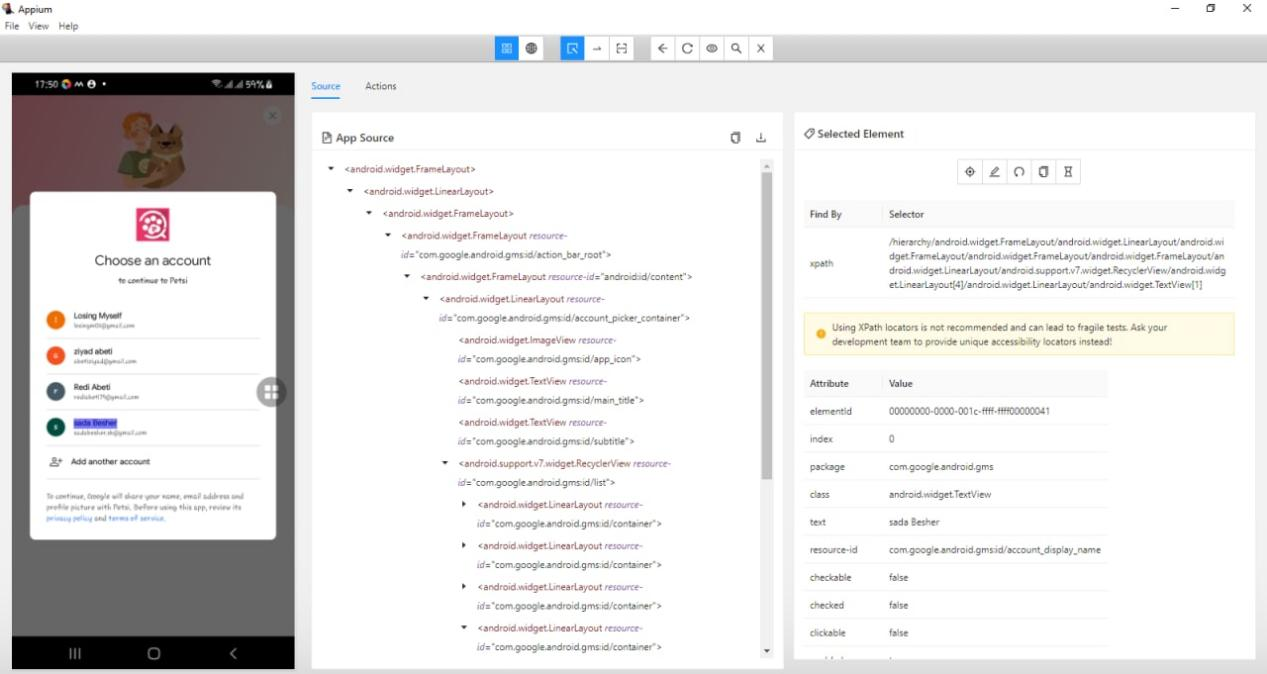 Appium
File View Help
17:50
59%
Choose an account
to continue to Petsi
Losing Myself
ziyad abeti
Redi Abeti
sada Besher
Add another account
To continue, Google will share your name, email address and
profile picture with Petsi. Before using this app, review its
privacy policy and terms of service.
Source Actions
App Source
<android.widget.FrameLayout>
<android.widget.LinearLayout>
<android.widget.FrameLayout>
<android.widget.FrameLayout resource-
id="com.google.android.gms:id/action_bar_root">
<android.widget.FrameLayout resource-id="android:id/content">
<android.widget.LinearLayout resource-
id="com.google.android.gms:id/account_picker_container">
<android.widget.ImageView resource-
id="com.google.android.gms:id/app_icon">
<android.widget.TextView resource-
id="com.google.android.gms:id/main_title">
<android.widget.TextView resource-
id="com.google.android.gms:id/subtitle">
<android.support.v7.widget.RecyclerView resource-
id="com.google.android.gms:id/list">
<android.widget.LinearLayout resource-
id="com.google.android.gms:id/container">
<android.widget.LinearLayout resource-
id="com.google.android.gms:id/container">
<android.widget.LinearLayout resource-
id="com.google.android.gms:id/container">
<android.widget.LinearLayout resource-
id="com.google.android.gms:id/container">
Selected Element
Find By Selector
xpath
/hierarchy/android.widget.FrameLayout/android.widget.LinearLayout/android.wi
dget.FrameLayout/android.widget.FrameLayout/android.widget.FrameLayout/an
droid.widget.LinearLayout/android.support.v7.widget.RecyclerView/android.widg
et.LinearLayout[4]/android.widget.LinearLayout/android.widget.TextView[1]
Using XPath locators is not recommended and can lead to fragile tests. Ask your
development team to provide unique accessibility locators instead!
Attribute Value
elementId 00000000-0000-001c-ffff-ffff00000041
index 0
package com.google.android.gms
class android.widget.TextView
text sada Besher
resource-id com.google.android.gms:id/account_display_name
checkable false
checked false
clickable false